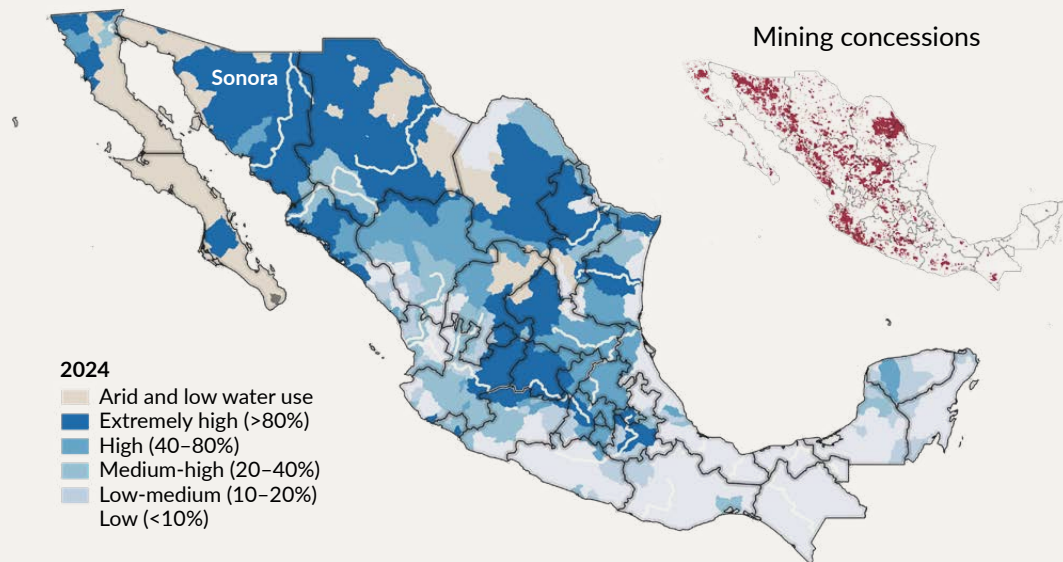 Mining concessions
Sonora
2024
Arid and low water use
Extremely high (>80%)
High (40–80%)
Medium-high (20–40%)
Low-medium (10–20%)
Low (<10%)